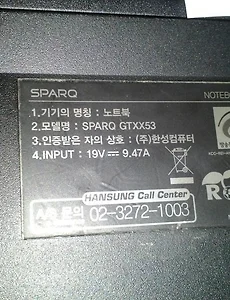 SPARQ NOTEBO
1.기기의 명칭 : 노트북
2.모델명 : SPARQ GTXX53
3.인증받은 자의 상호 : (주)한성컴퓨터
4.INPUT : 19V⎓9.47A
HANSUNG Call Center
A/S 문의 02-3272-1003